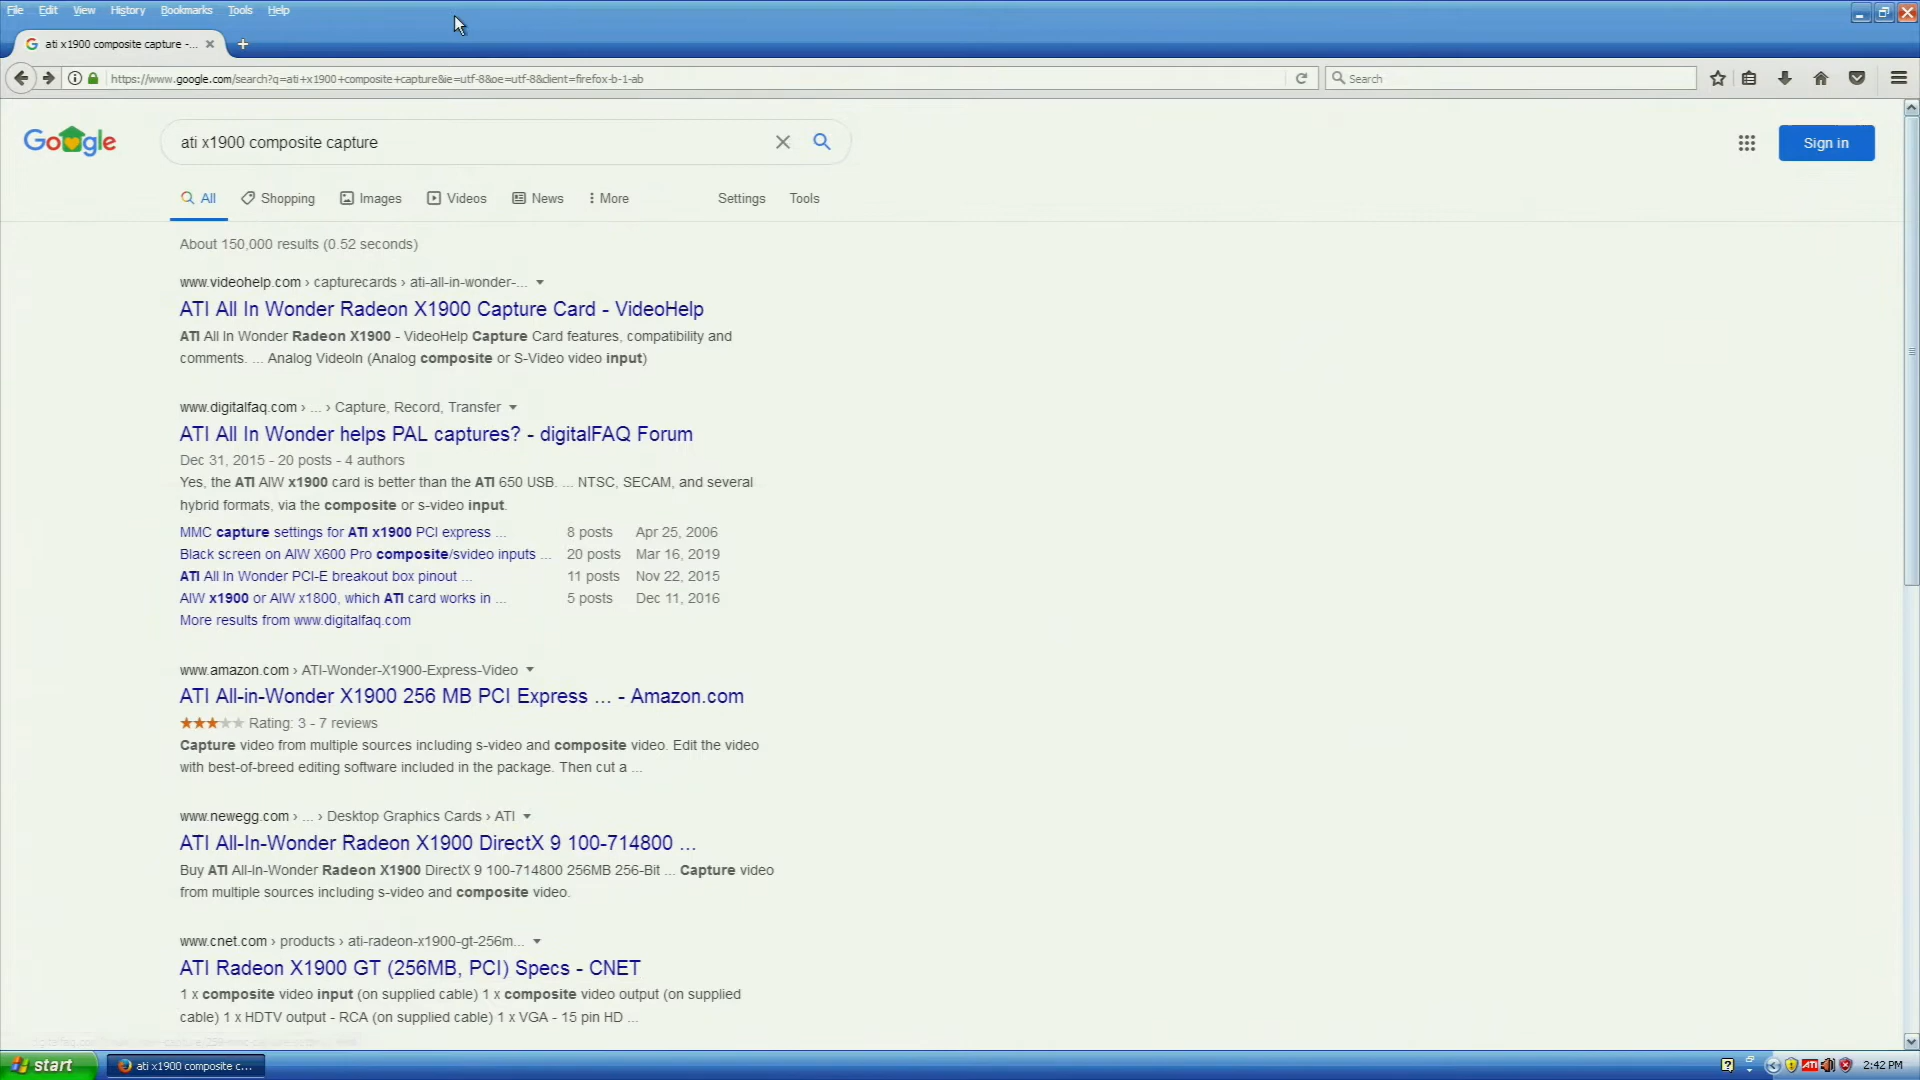 File Edit View History Bookmarks Tools Help
ati x1900 composite capture -...
https://www.google.com/search?q=ati+x1900+composite+capture&ie=utf-8&oe=utf-8&client=firefox-b-1-ab
Search
Google
ati x1900 composite capture
Sign in
All Shopping Images Videos News More Settings Tools
About 150,000 results (0.52 seconds)
www.videohelp.com › capturecards › ati-all-in-wonder-...
ATI All In Wonder Radeon X1900 Capture Card - VideoHelp
ATI All In Wonder Radeon X1900 - VideoHelp Capture Card features, compatibility and
comments. ... Analog VideoIn (Analog composite or S-Video video input)
www.digitalfaq.com › ... › Capture, Record, Transfer
ATI All In Wonder helps PAL captures? - digitalFAQ Forum
Dec 31, 2015 - 20 posts - 4 authors
Yes, the ATI AIW x1900 card is better than the ATI 650 USB. ... NTSC, SECAM, and several
hybrid formats, via the composite or s-video input.
MMC capture settings for ATI x1900 PCI express ... 8 posts Apr 25, 2006
Black screen on AIW X600 Pro composite/svideo inputs ... 20 posts Mar 16, 2019
ATI All In Wonder PCI-E breakout box pinout ... 11 posts Nov 22, 2015
AIW x1900 or AIW x1800, which ATI card works in ... 5 posts Dec 11, 2016
More results from www.digitalfaq.com
www.amazon.com › ATI-Wonder-X1900-Express-Video
ATI All-in-Wonder X1900 256 MB PCI Express ... - Amazon.com
Rating: 3 - 7 reviews
Capture video from multiple sources including s-video and composite video. Edit the video
with best-of-breed editing software included in the package. Then cut a ...
www.newegg.com › ... › Desktop Graphics Cards › ATI
ATI All-In-Wonder Radeon X1900 DirectX 9 100-714800 ...
Buy ATI All-In-Wonder Radeon X1900 DirectX 9 100-714800 256MB 256-Bit ... Capture video
from multiple sources including s-video and composite video.
www.cnet.com › products › ati-radeon-x1900-gt-256m...
ATI Radeon X1900 GT (256MB, PCI) Specs - CNET
1 x composite video input (on supplied cable) 1 x composite video output (on supplied
cable) 1 x HDTV output - RCA (on supplied cable) 1 x VGA - 15 pin HD ...
start ati x1900 composite c... ATI 2:42 PM